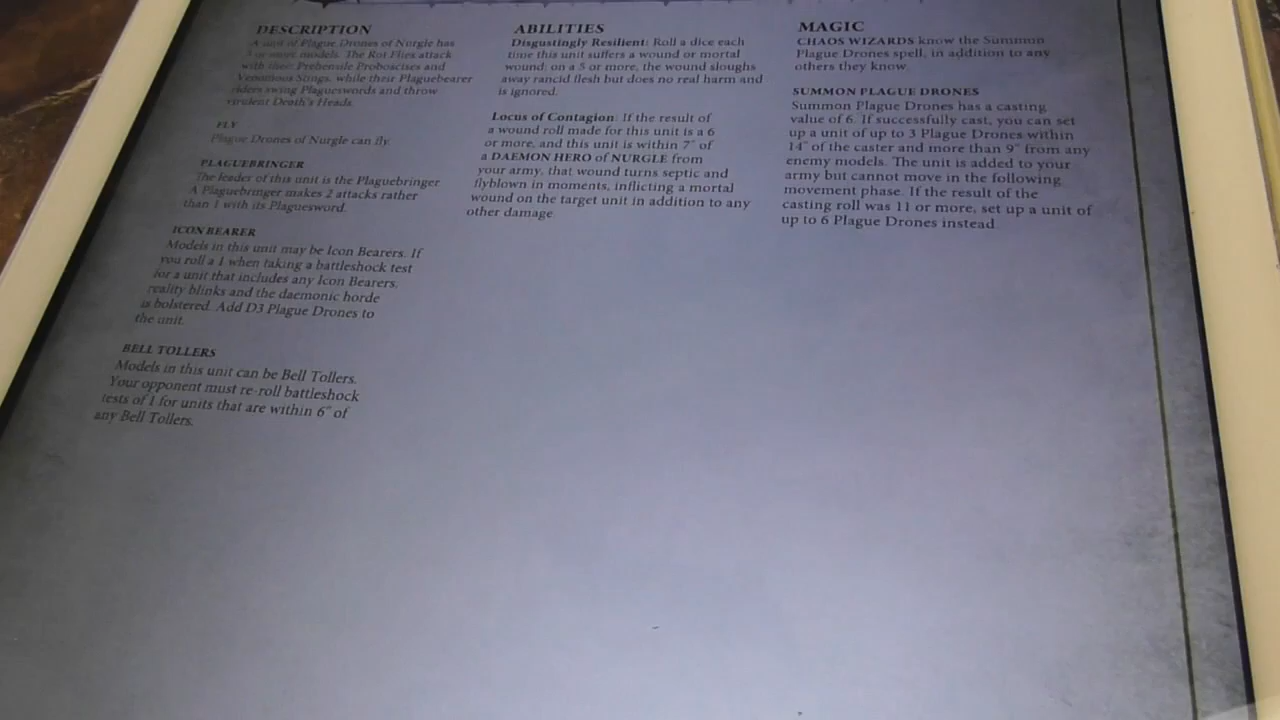 DESCRIPTION
A unit of Plague Drones of Nurgle has
3 or more models. The Rot Flies attack
with their Prehensile Proboscises and
Venomous Stings, while their Plaguebearer
riders swing Plagueswords and throw
virulent Death's Heads.
FLY
Plague Drones of Nurgle can fly.
PLAGUEBRINGER
The leader of this unit is the Plaguebringer
A Plaguebringer makes 2 attacks rather
than 1 with its Plaguesword.
ICON BEARER
Models in this unit may be Icon Bearers. If
you roll a 1 when taking a battleshock test
for a unit that includes any Icon Bearers,
reality blinks and the daemonic horde
is bolstered. Add D3 Plague Drones to
the unit.
BELL TOLLERS
Models in this unit can be Bell Tollers.
Your opponent must re-roll battleshock
tests of 1 for units that are within 6" of
any Bell Tollers.
ABILITIES
Disgustingly Resilient: Roll a dice each
time this unit suffers a wound or mortal
wound, on a 5 or more, the wound sloughs
away rancid flesh but does no real harm and
is ignored.
Locus of Contagion: If the result of
a wound roll made for this unit is a 6
or more, and this unit is within 7" of
a DAEMON HERO of NURGLE from
your army, that wound turns septic and
flyblown in moments, inflicting a mortal
wound on the target unit in addition to any
other damage.
MAGIC
CHAOS WIZARDS know the Summon
Plague Drones spell, in addition to any
others they know.
SUMMON PLAGUE DRONES
Summon Plague Drones has a casting
value of 6. If successfully cast, you can set
up a unit of up to 3 Plague Drones within
14" of the caster and more than 9" from any
enemy models. The unit is added to your
army but cannot move in the following
movement phase. If the result of the
casting roll was 11 or more, set up a unit of
up to 6 Plague Drones instead.